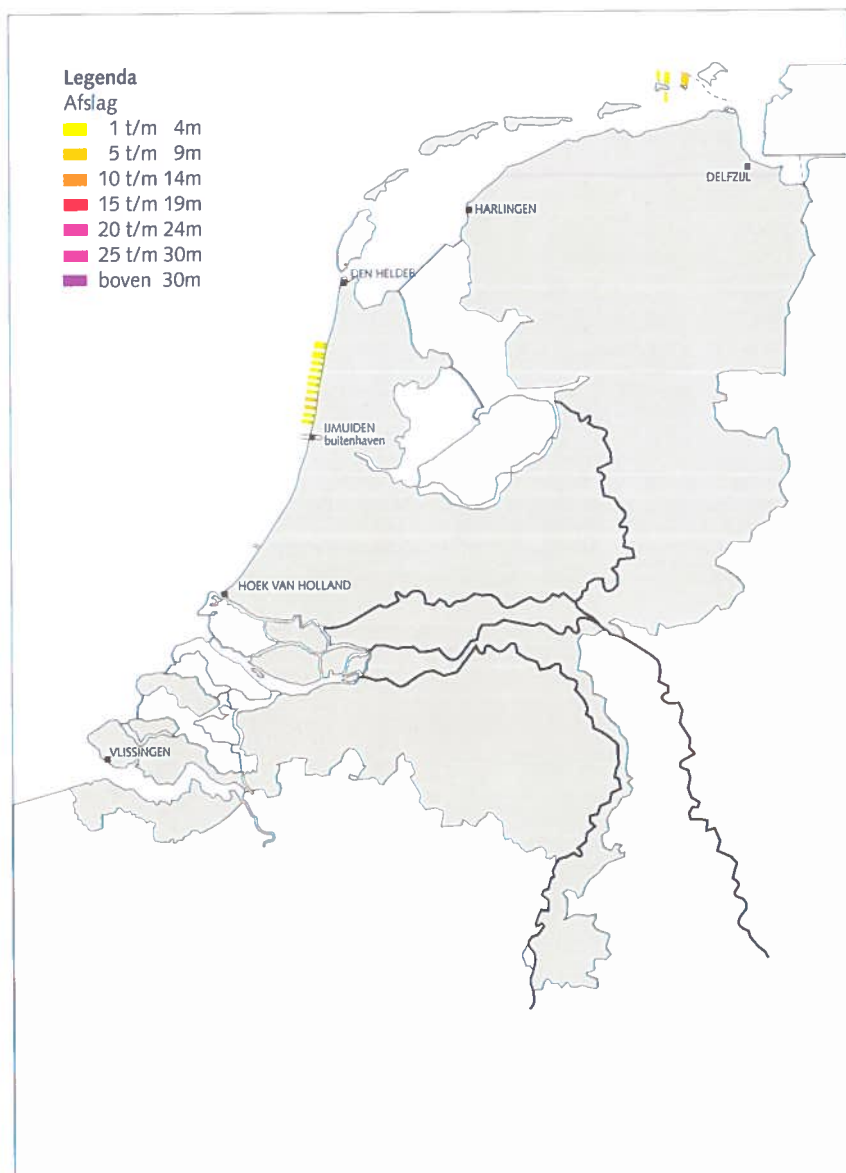 Legenda
Afslag
1 t/m 4m
5 t/m 9m
10 t/m 14m
15 t/m 19m
20 t/m 24m
25 t/m 30m
boven 30m
DELFZIJL
HARLINGEN
DEN HELDER
IJMUIDEN
buitenhaven
HOEK VAN HOLLAND
VLISSINGEN